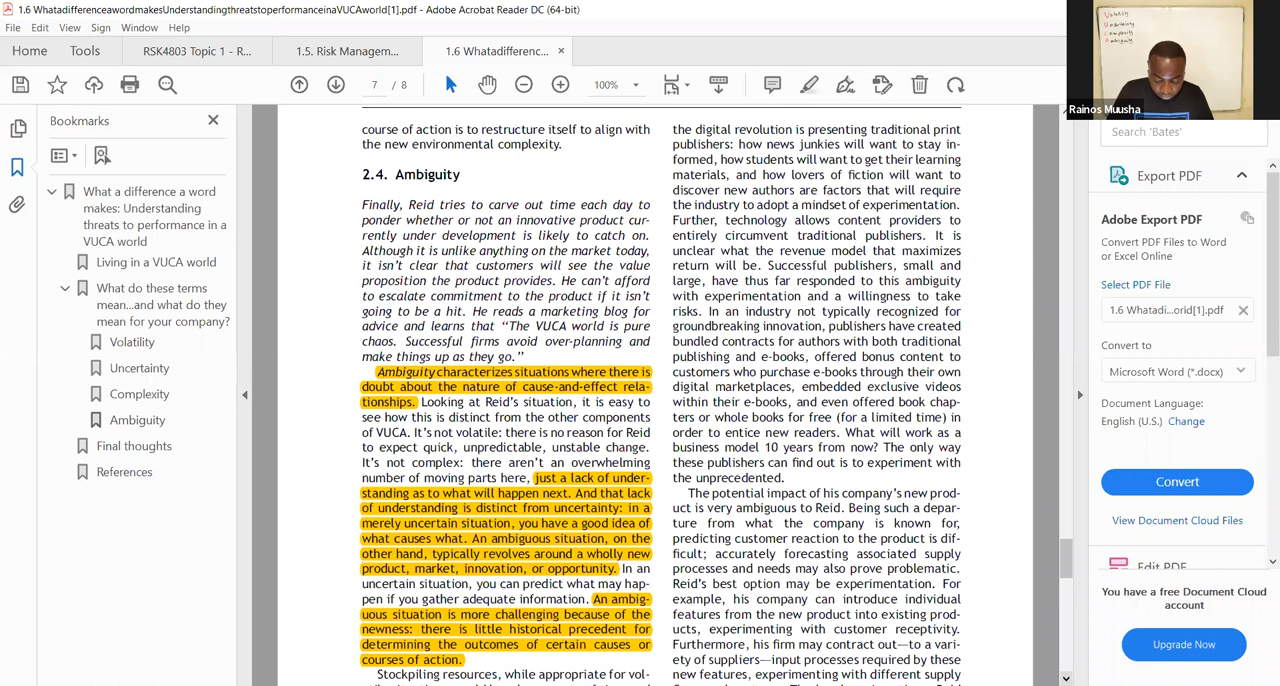 1.6 WhatadifferenceawordmakesUnderstandingthreatstoperformanceinaVUCAworld[1].pdf - Adobe Acrobat Reader DC (64-bit)
File Edit View Sign Window Help
Home Tools RSK4803 Topic 1 - R... 1.5. Risk Managem... 1.6 Whatadifferenc... ×
7 / 8 100%
Bookmarks
What a difference a word
makes: Understanding
threats to performance in a
VUCA world
Living in a VUCA world
What do these terms
mean...and what do they
mean for your company?
Volatility
Uncertainty
Complexity
Ambiguity
Final thoughts
References
course of action is to restructure itself to align with
the new environmental complexity.
2.4. Ambiguity
Finally, Reid tries to carve out time each day to
ponder whether or not an innovative product cur-
rently under development is likely to catch on.
Although it is unlike anything on the market today,
it isn't clear that customers will see the value
proposition the product provides. He can't afford
to escalate commitment to the product if it isn't
going to be a hit. He reads a marketing blog for
advice and learns that "The VUCA world is pure
chaos. Successful firms avoid over-planning and
make things up as they go."
Ambiguity characterizes situations where there is
doubt about the nature of cause-and-effect rela-
tionships. Looking at Reid's situation, it is easy to
see how this is distinct from the other components
of VUCA. It's not volatile: there is no reason for Reid
to expect quick, unpredictable, unstable change.
It's not complex: there aren't an overwhelming
number of moving parts here, just a lack of under-
standing as to what will happen next. And that lack
of understanding is distinct from uncertainty: in a
merely uncertain situation, you have a good idea of
what causes what. An ambiguous situation, on the
other hand, typically revolves around a wholly new
product, market, innovation, or opportunity. In an
uncertain situation, you can predict what may hap-
pen if you gather adequate information. An ambig-
uous situation is more challenging because of the
newness: there is little historical precedent for
determining the outcomes of certain causes or
courses of action.
Stockpiling resources, while appropriate for vol-
the digital revolution is presenting traditional print
publishers: how news junkies will want to stay in-
formed, how students will want to get their learning
materials, and how lovers of fiction will want to
discover new authors are factors that will require
the industry to adopt a mindset of experimentation.
Further, technology allows content providers to
entirely circumvent traditional publishers. It is
unclear what the revenue model that maximizes
return will be. Successful publishers, small and
large, have thus far responded to this ambiguity
with experimentation and a willingness to take
risks. In an industry not typically recognized for
groundbreaking innovation, publishers have created
bundled contracts for authors with both traditional
publishing and e-books, offered bonus content to
customers who purchase e-books through their own
digital marketplaces, embedded exclusive videos
within their e-books, and even offered book chap-
ters or whole books for free (for a limited time) in
order to entice new readers. What will work as a
business model 10 years from now? The only way
these publishers can find out is to experiment with
the unprecedented.
The potential impact of his company's new prod-
uct is very ambiguous to Reid. Being such a depar-
ture from what the company is known for,
predicting customer reaction to the product is dif-
ficult; accurately forecasting associated supply
processes and needs may also prove problematic.
Reid's best option may be experimentation. For
example, his company can introduce individual
features from the new product into existing prod-
ucts, experimenting with customer receptivity.
Furthermore, his firm may contract out—to a vari-
ety of suppliers—input processes required by these
new features, experimenting with different supply
Volatility
Uncertainty
Complexity
Ambiguity
Rainos Muusha
Search 'Bates'
Export PDF
Adobe Export PDF
Convert PDF Files to Word
or Excel Online
Select PDF File
1.6 Whatadi...orld[1].pdf
Convert to
Microsoft Word (*.docx)
Document Language:
English (U.S.) Change
Convert
View Document Cloud Files
Edit PDF
You have a free Document Cloud
account
Upgrade Now